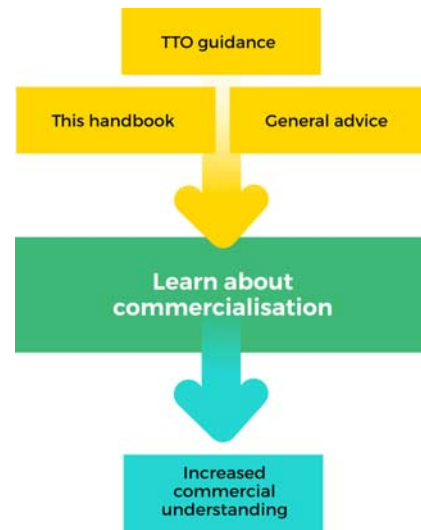 TTO guidance
This handbook
General advice
Learn about
commercialisation
Increased
commercial
understanding